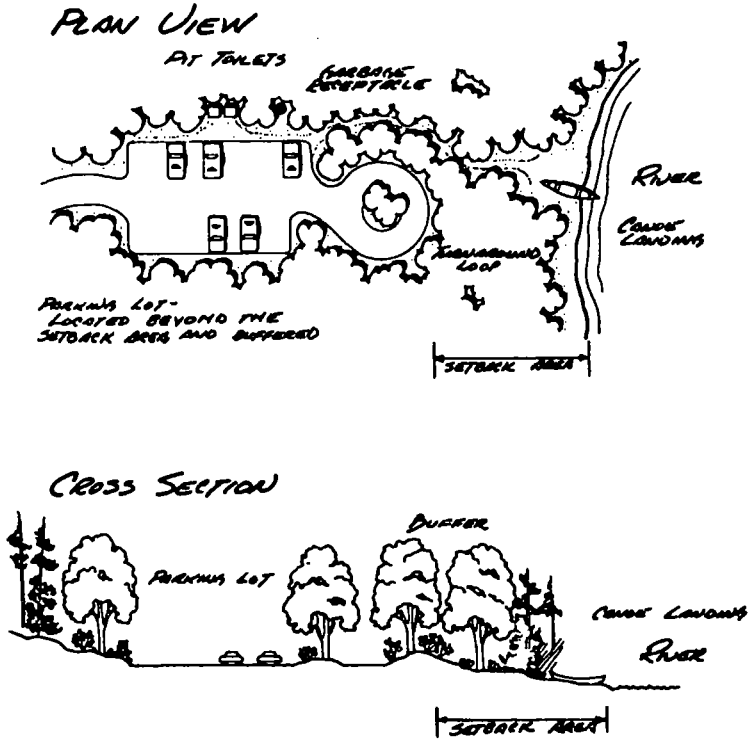 PLAN VIEW
PIT TOILETS
GARBAGE
RECEPTACLE
RIVER
CANOE
LANDING
TURNAROUND
LOOP
PARKING LOT-
LOCATED BEYOND THE
SETBACK AREA AND BUFFERED
SETBACK AREA
CROSS SECTION
BUFFER
PARKING LOT
CANOE LANDING
RIVER
SETBACK AREA